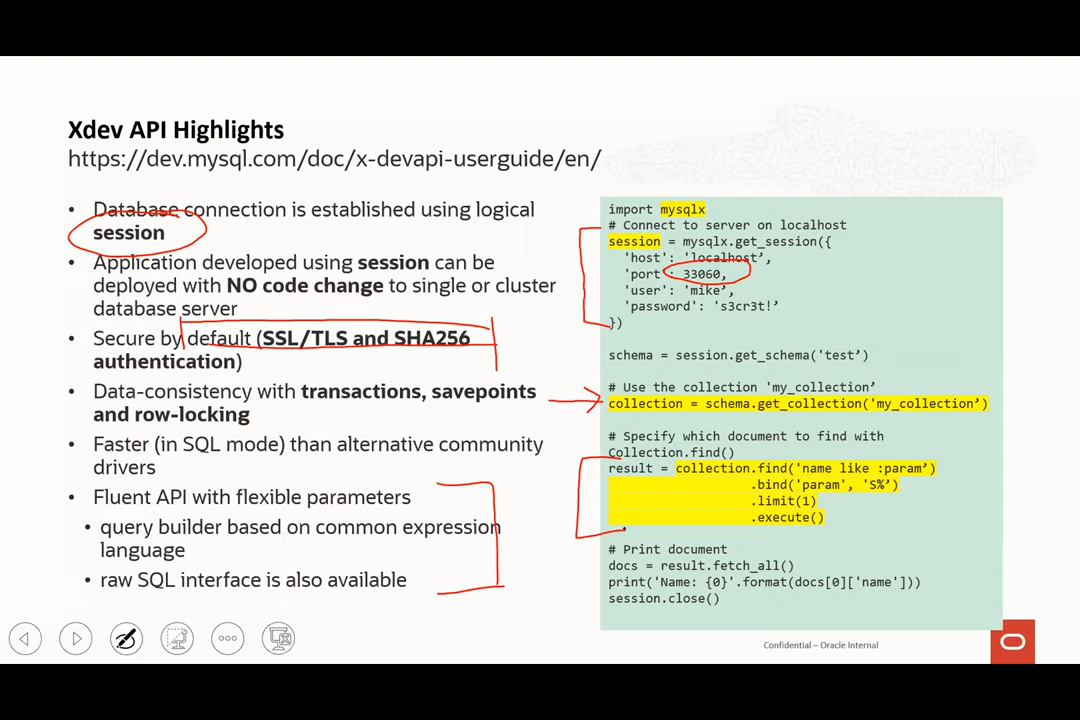 Xdev API Highlights
https://dev.mysql.com/doc/x-devapi-userguide/en/
• Database connection is established using logical
session
• Application developed using session can be
deployed with NO code change to single or cluster
database server
• Secure by default (SSL/TLS and SHA256
authentication)
• Data-consistency with transactions, savepoints
and row-locking
• Faster (in SQL mode) than alternative community
drivers
• Fluent API with flexible parameters
• query builder based on common expression
language
• raw SQL interface is also available
import mysqlx
# Connect to server on localhost
session = mysqlx.get_session({
'host': 'localhost’,
'port': 33060,
'user': 'mike’,
'password': 's3cr3t!’
})
schema = session.get_schema('test’)
# Use the collection 'my_collection’
collection = schema.get_collection('my_collection’)
# Specify which document to find with
Collection.find()
result = collection.find('name like :param’)
.bind('param', 'S%’)
.limit(1)
.execute()
# Print document
docs = result.fetch_all()
print('Name: {0}'.format(docs[0]['name']))
session.close()
Confidential – Oracle Internal